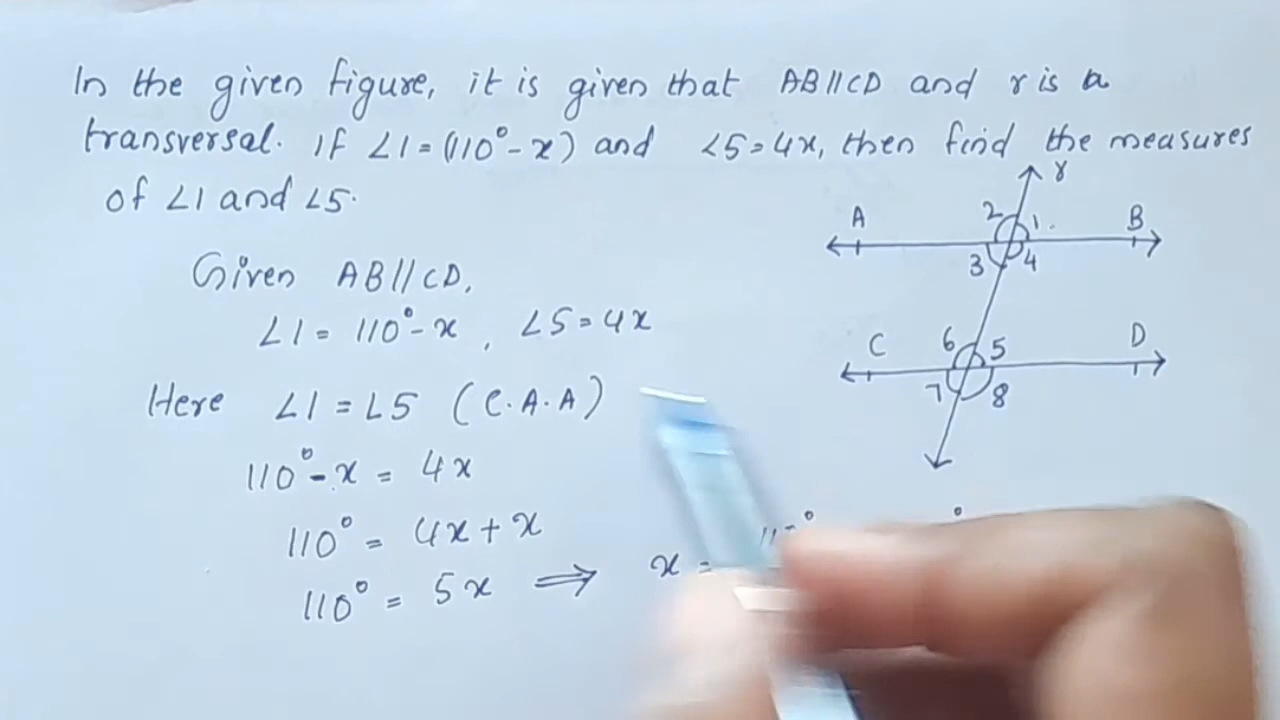 In the given figure, it is given that AB//CD and r is a
transversal. If ∠1 = (110° - x) and ∠5 = 4x, then find the measures
of ∠1 and ∠5.
r
2 1
A B
3 4
Given AB//CD.
∠1 = 110° - x , ∠5 = 4x
6 5
C D
7 8
Here ∠1 = ∠5 (C.A.A)
110° - x = 4x
110° = 4x + x
110° = 5x ⟹ x =